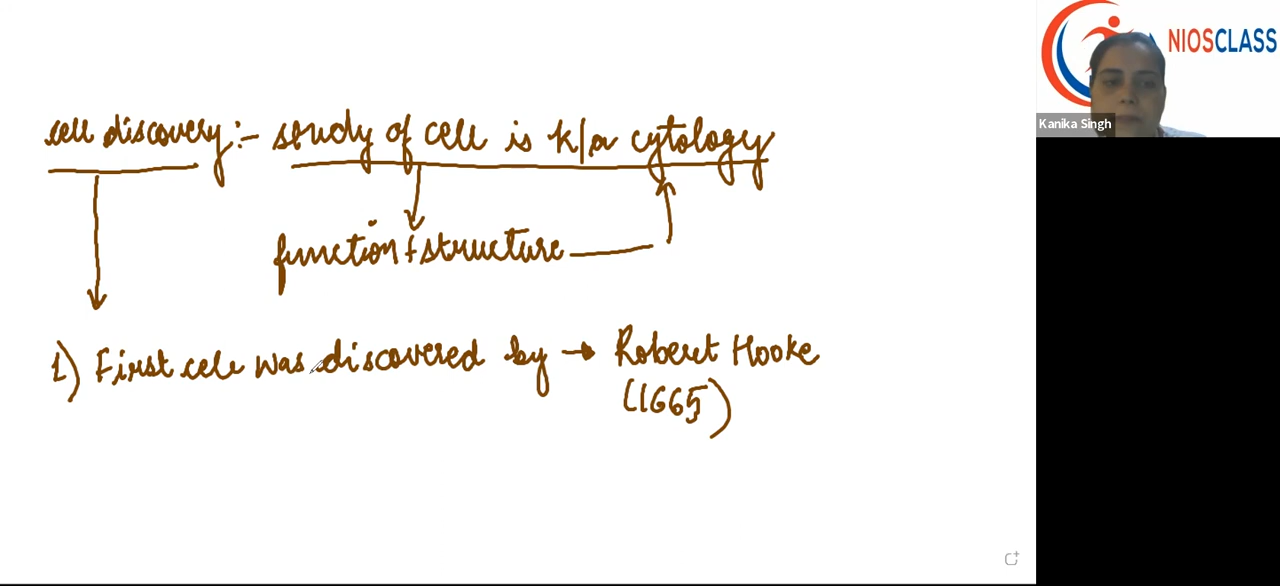 cell discovery:- study of cell is k/a cytology
function & structure
1) First cell was discovered by → Robert Hooke
(1665)
NIOSCLASS
Kanika Singh